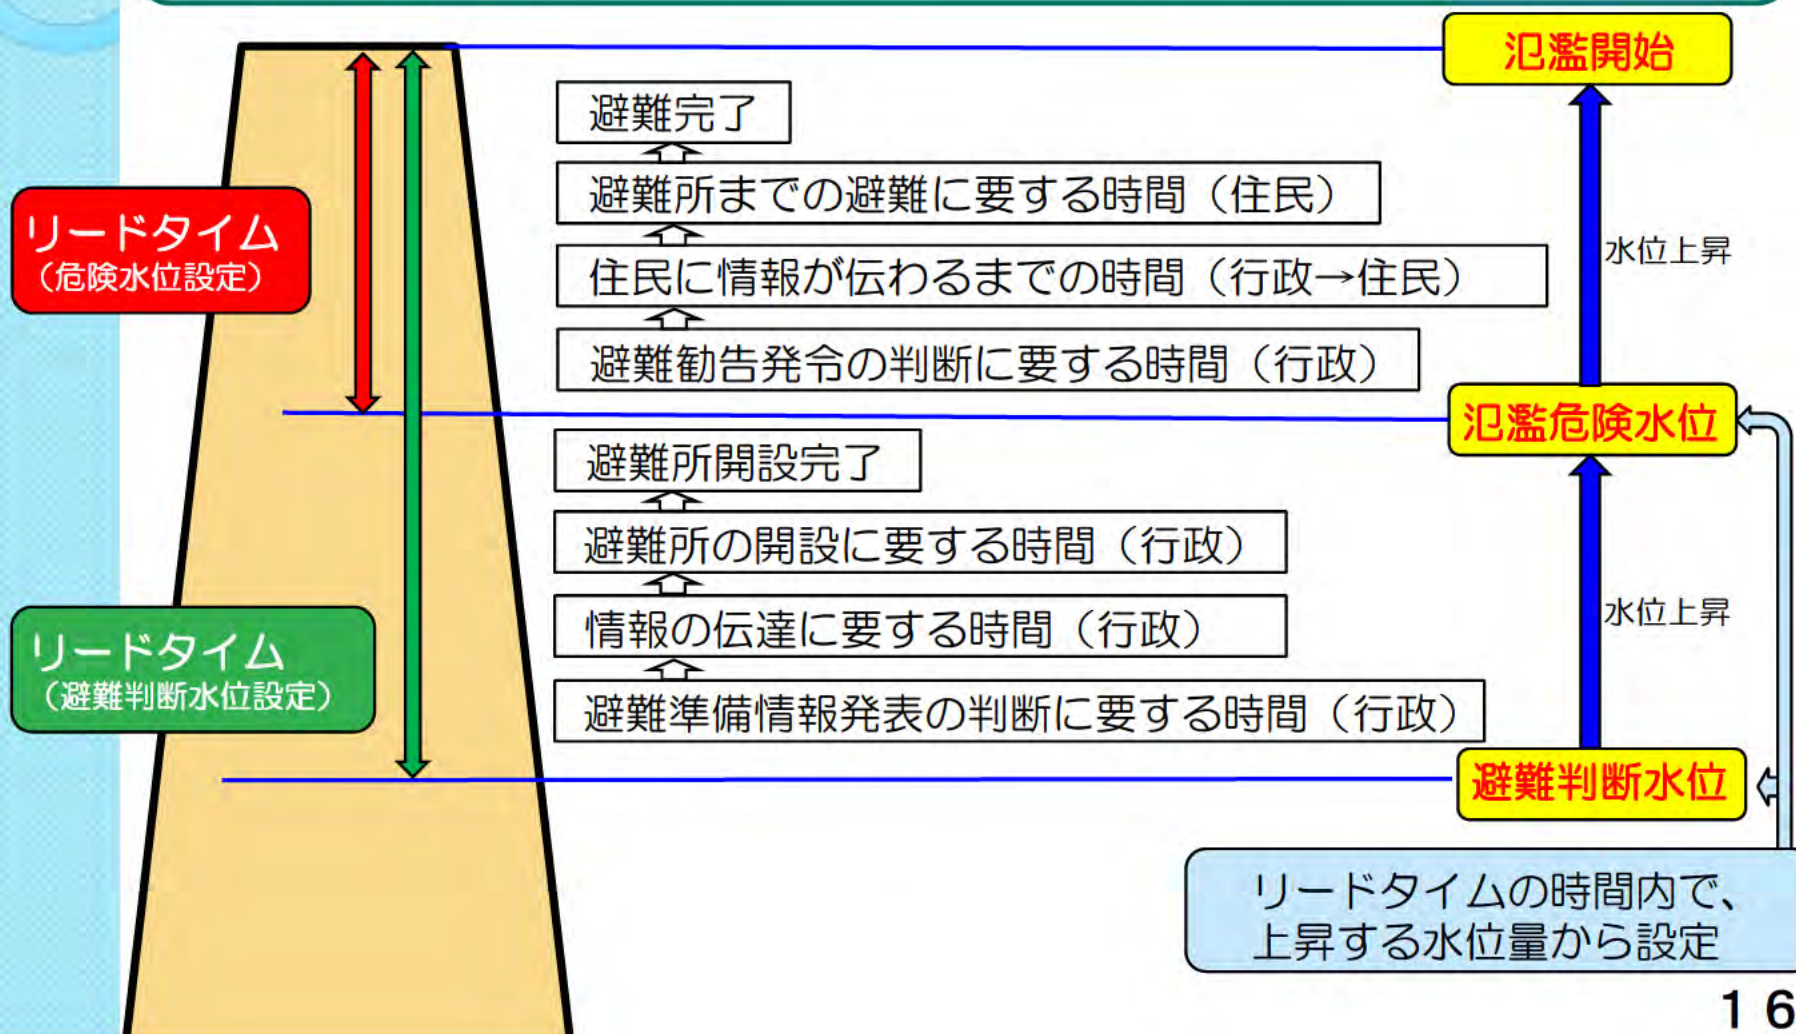 氾濫開始
避難完了
避難所までの避難に要する時間（住民）
リードタイム
（危険水位設定）
水位上昇
住民に情報が伝わるまでの時間（行政→住民）
避難勧告発令の判断に要する時間（行政）
氾濫危険水位
避難所開設完了
避難所の開設に要する時間（行政）
水位上昇
情報の伝達に要する時間（行政）
リードタイム
（避難判断水位設定）
避難準備情報発表の判断に要する時間（行政）
避難判断水位
リードタイムの時間内で、
上昇する水位量から設定
１６